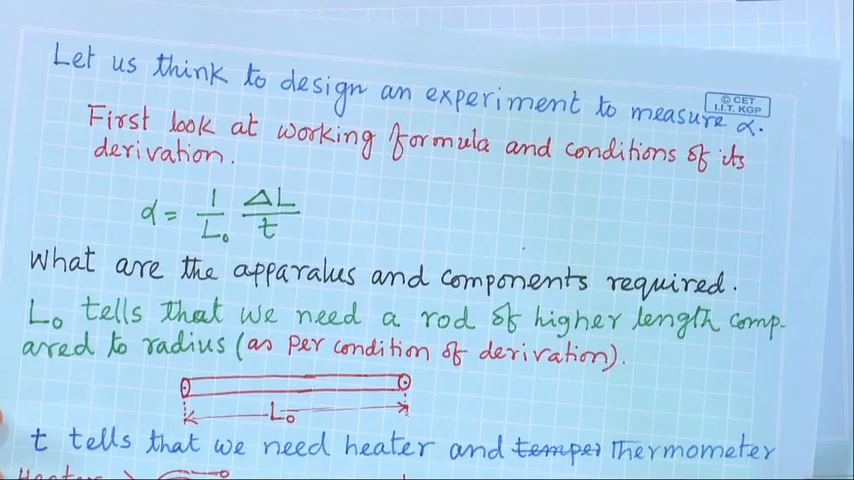 Let us think to design an experiment to measure α.
© CET
I.I.T. KGP
First look at working formula and conditions of its
derivation.
α = 1/L₀ ΔL/t
What are the apparatus and components required.
L₀ tells that we need a rod of higher length comp-
ared to radius (as per condition of derivation).
L₀
t tells that we need heater and temper Thermometer
Heater